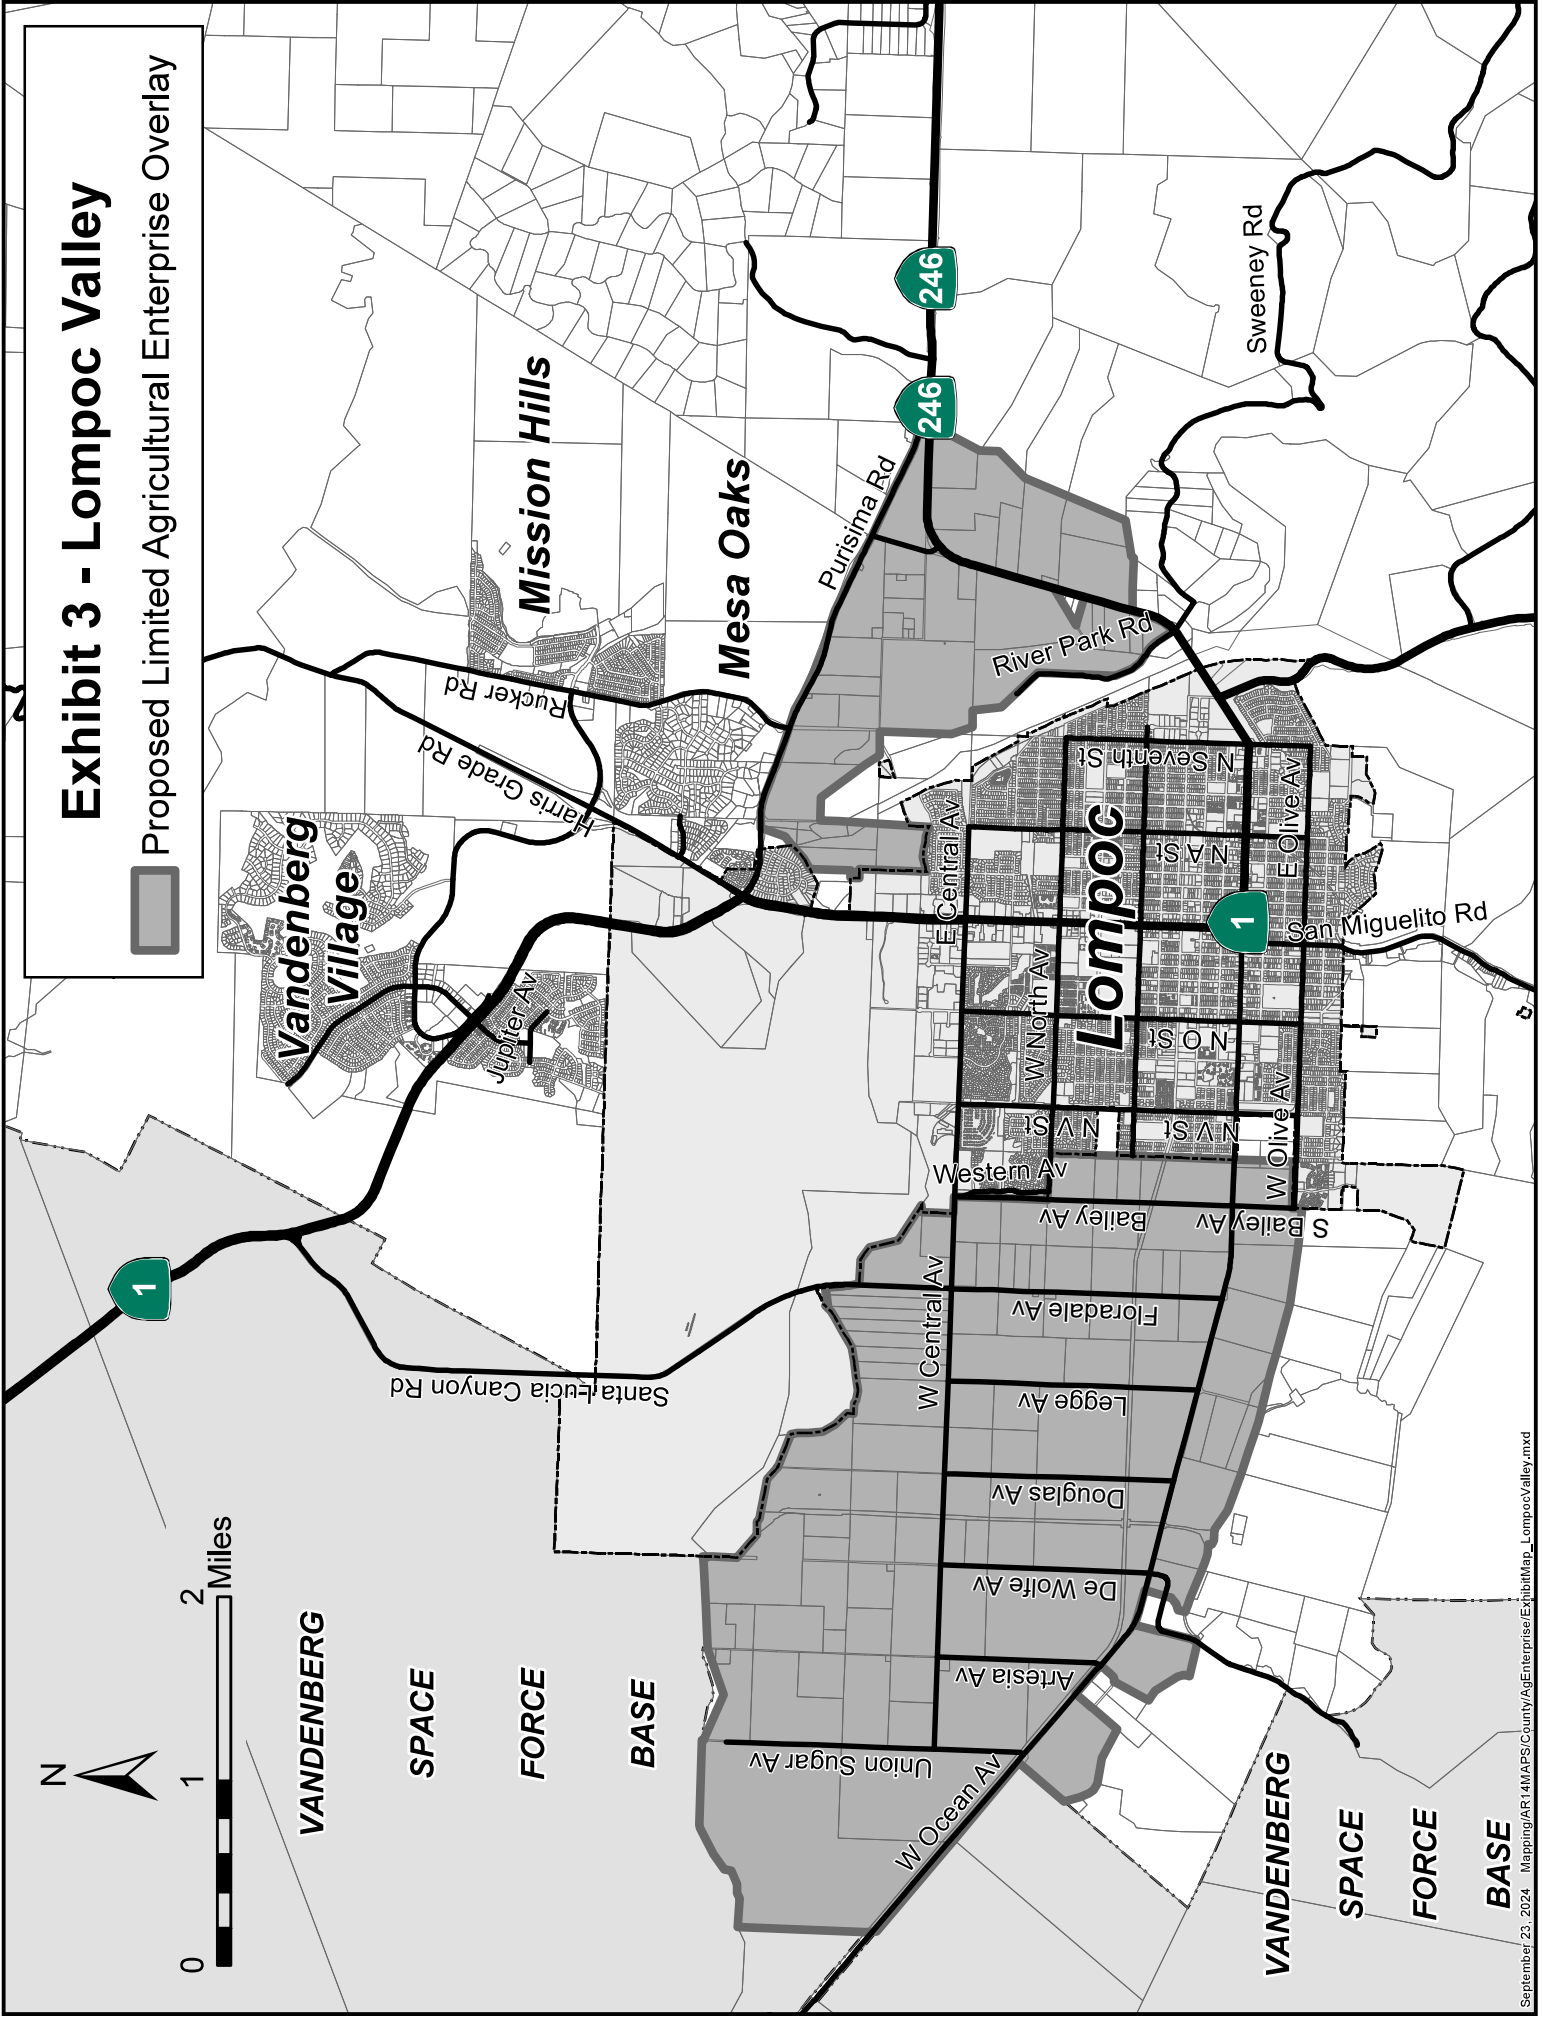 Exhibit 3 - Lompoc Valley
Proposed Limited Agricultural Enterprise Overlay
N
0
1
2
Miles
VANDENBERG
SPACE
FORCE
BASE
1
Santa Lucia Canyon Rd
Vandenberg
Village
Jupiter Av
Harris Grade Rd
Rucker Rd
Mission Hills
Mesa Oaks
Purisima Rd
246
246
River Park Rd
Sweeney Rd
Union Sugar Av
Artesia Av
De Wolfe Av
Douglas Av
Legge Av
Floradale Av
W Central Av
Bailey Av
Bailey Av
S
Western Av
N V St
N V St
W North Av
E Central Av
Lompoc
N O St
N A St
N Seventh St
1
W Olive Av
E Olive Av
San Miguelito Rd
W Ocean Av
VANDENBERG
SPACE
FORCE
BASE
September 23, 2024 Mapping/AR14MAPS/County/AgEnterprise/ExhibitMap_LompocValley.mxd